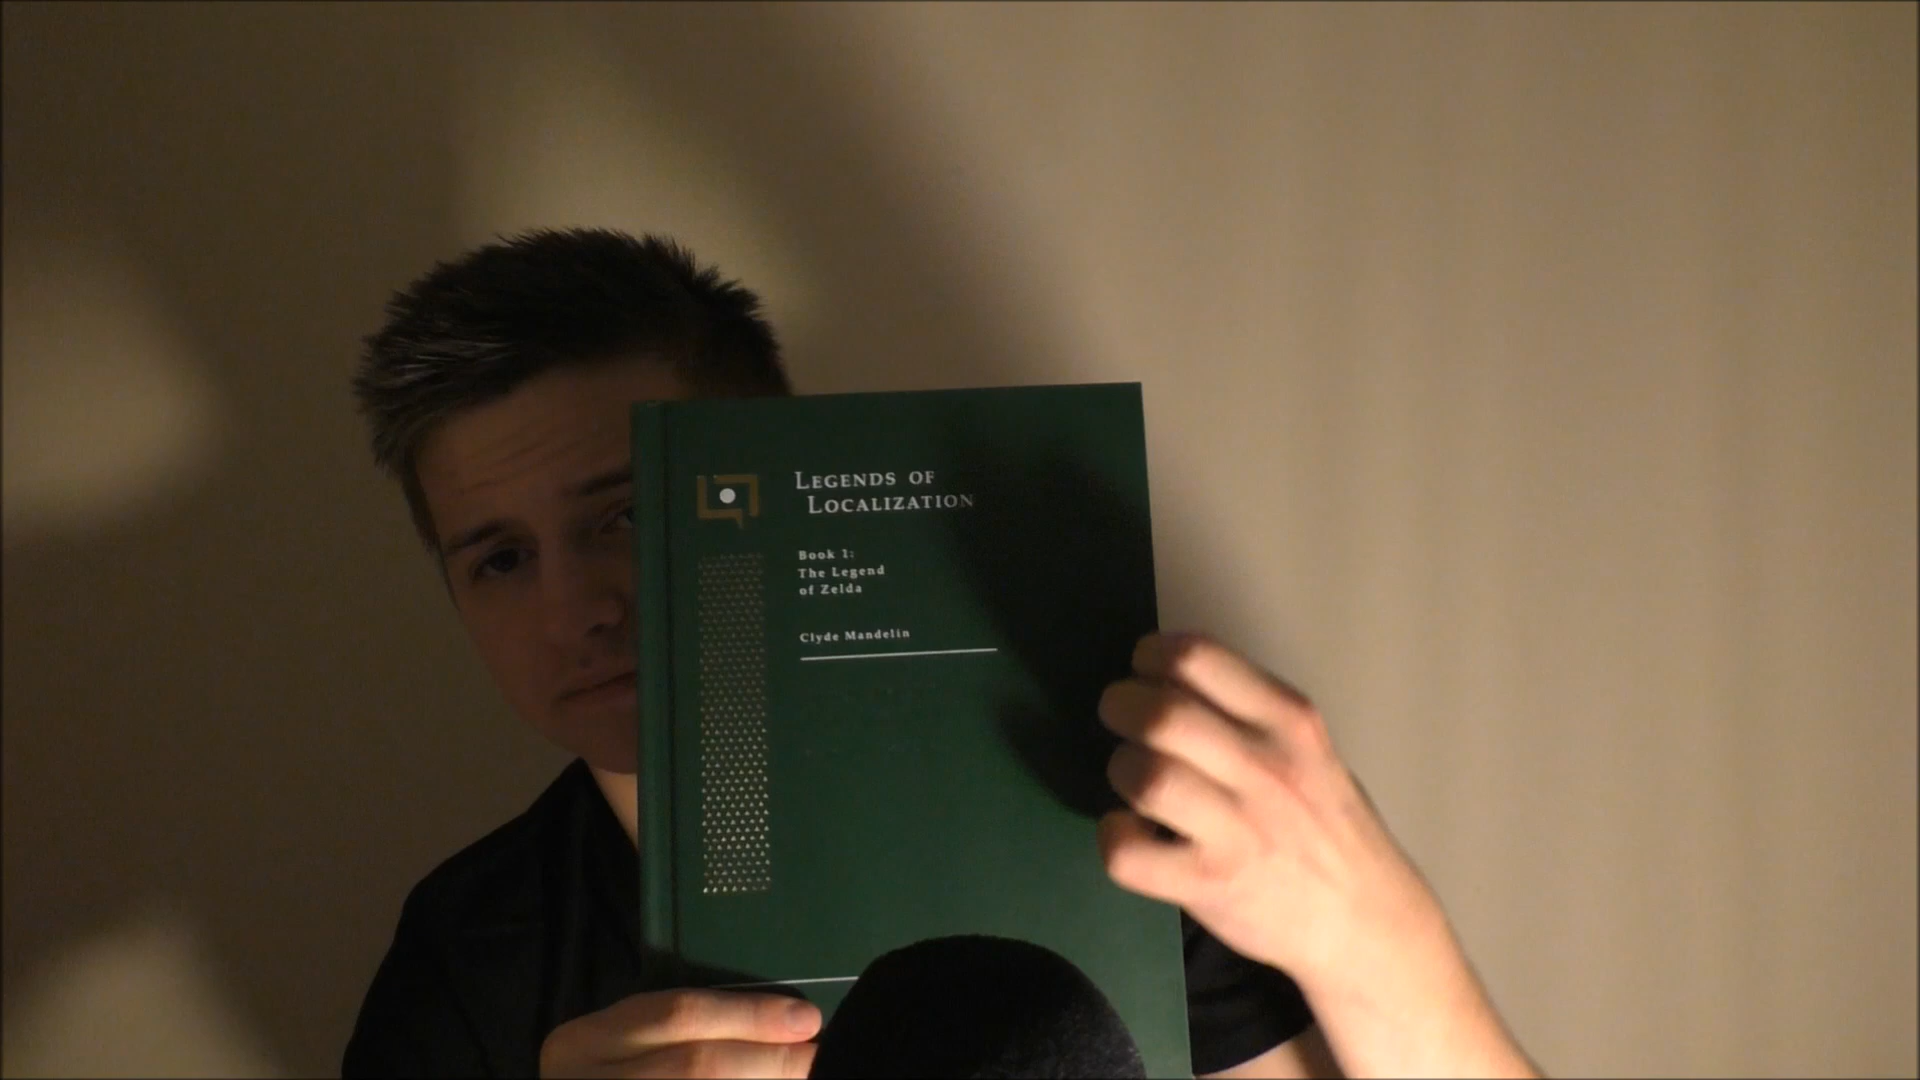 Legends of
Localization
Book 1:
The Legend
of Zelda
Clyde Mandelin